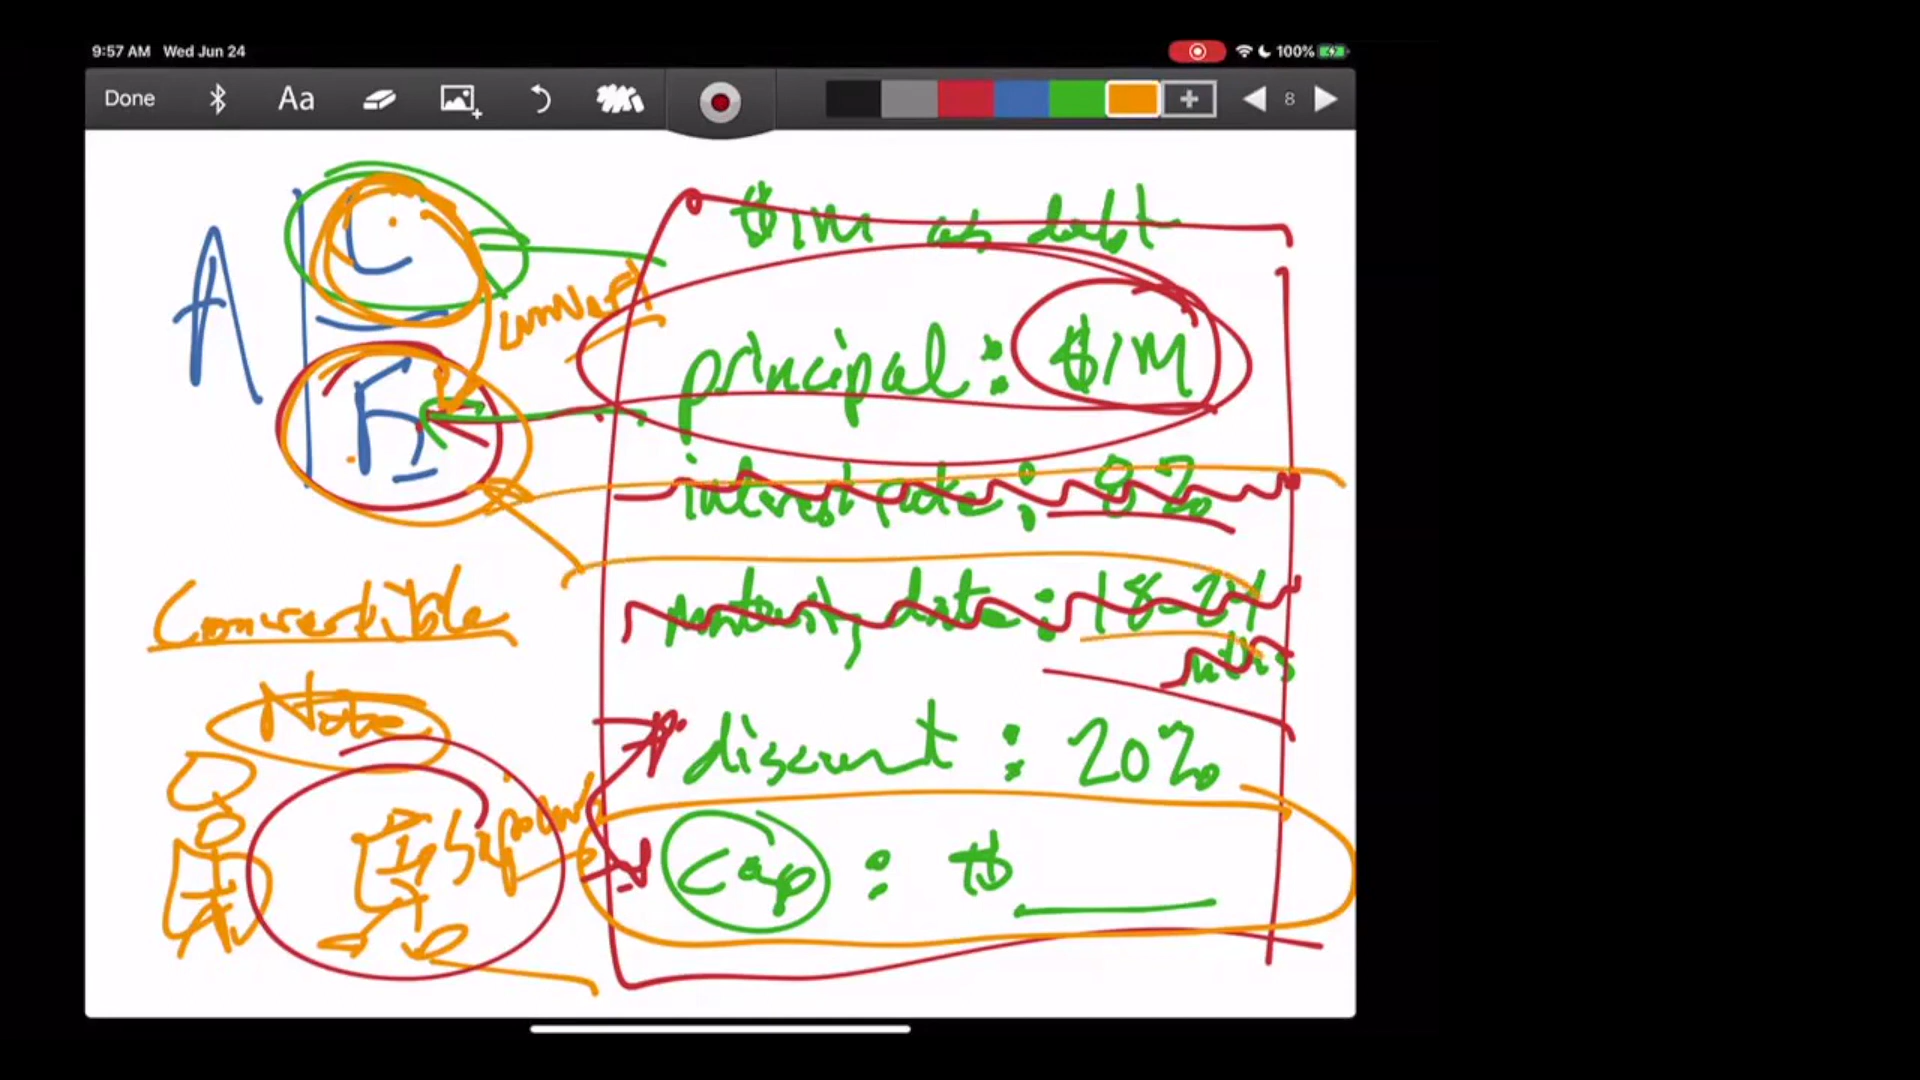 9:57 AM Wed Jun 24
100%
Done
Aa
8
A
L
E
convert
$1M as debt
principal: $1M
interest rate: 8%
maturity date: 18-24
mths
discount: 20%
cap: $
Convertible
Note